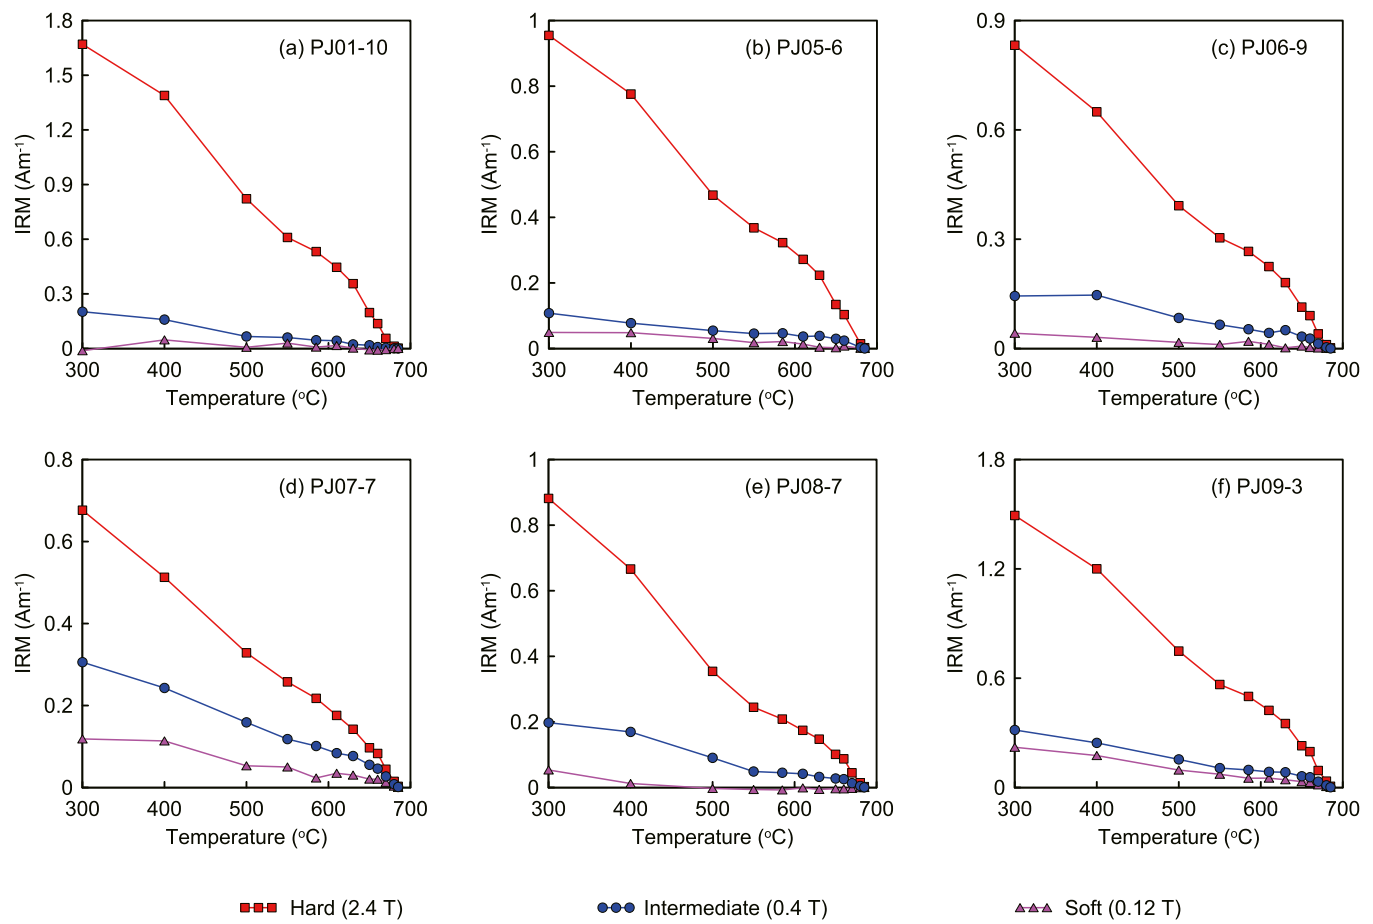 (a) PJ01-10
1.8
1.5
1.2
0.9
0.6
0.3
0
IRM (Am⁻¹)
300 400 500 600 700
Temperature (°C)
(b) PJ05-6
1
0.8
0.6
0.4
0.2
0
IRM (Am⁻¹)
300 400 500 600 700
Temperature (°C)
(c) PJ06-9
0.9
0.6
0.3
0
IRM (Am⁻¹)
300 400 500 600 700
Temperature (°C)
(d) PJ07-7
0.8
0.6
0.4
0.2
0
IRM (Am⁻¹)
300 400 500 600 700
Temperature (°C)
(e) PJ08-7
1
0.8
0.6
0.4
0.2
0
IRM (Am⁻¹)
300 400 500 600 700
Temperature (°C)
(f) PJ09-3
1.8
1.2
0.6
0
IRM (Am⁻¹)
300 400 500 600 700
Temperature (°C)
Hard (2.4 T)
Intermediate (0.4 T)
Soft (0.12 T)